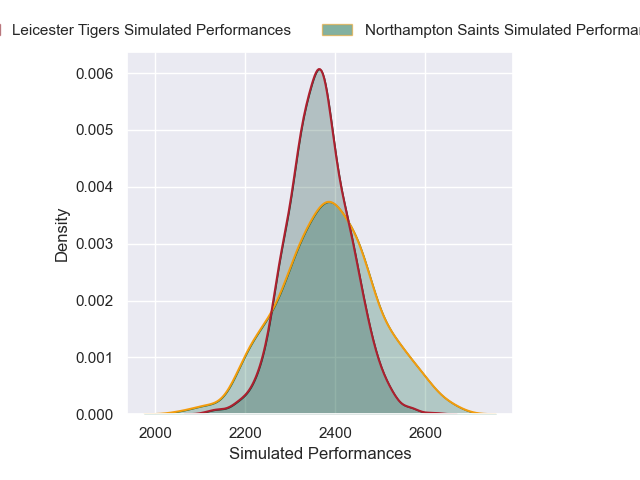 Leicester Tigers Simulated Performances Northampton Saints Simulated
0.006
0.005
0.004
0.003
0.002
0.001
0.000
Density
2000 2200 2400 2600
Simulated Performances